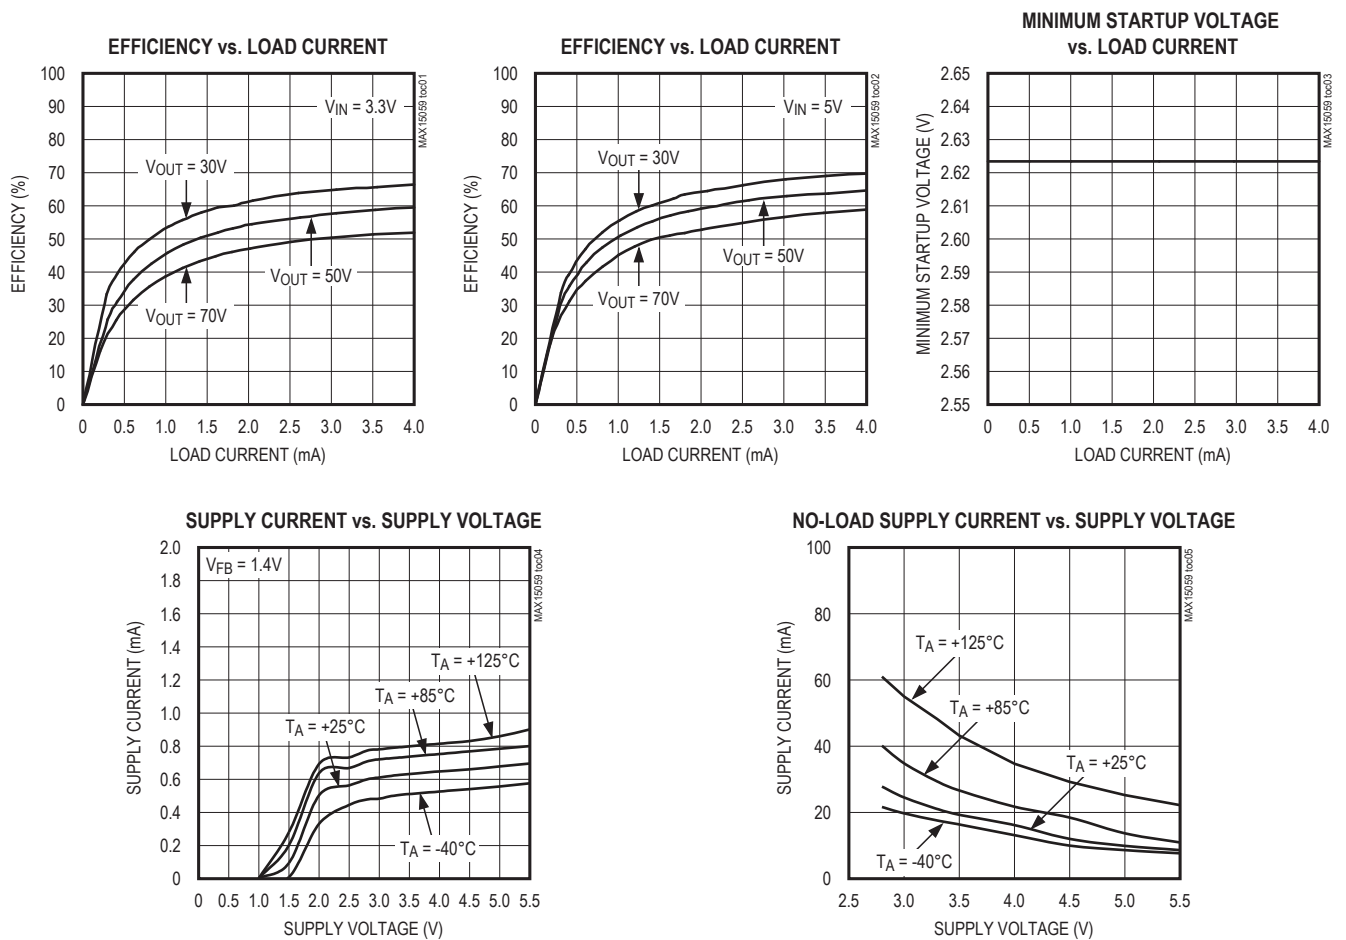 EFFICIENCY vs. LOAD CURRENT
100
90
80
70
60
50
40
30
20
10
0
EFFICIENCY (%)
VIN = 3.3V
VOUT = 30V
VOUT = 50V
VOUT = 70V
MAX15059 toc01
0 0.5 1.0 1.5 2.0 2.5 3.0 3.5 4.0
LOAD CURRENT (mA)
EFFICIENCY vs. LOAD CURRENT
100
90
80
70
60
50
40
30
20
10
0
EFFICIENCY (%)
VIN = 5V
VOUT = 30V
VOUT = 50V
VOUT = 70V
MAX15059 toc02
0 0.5 1.0 1.5 2.0 2.5 3.0 3.5 4.0
LOAD CURRENT (mA)
MINIMUM STARTUP VOLTAGE
vs. LOAD CURRENT
2.65
2.64
2.63
2.62
2.61
2.60
2.59
2.58
2.57
2.56
2.55
MINIMUM STARTUP VOLTAGE (V)
MAX15059 toc03
0 0.5 1.0 1.5 2.0 2.5 3.0 3.5 4.0
LOAD CURRENT (mA)
SUPPLY CURRENT vs. SUPPLY VOLTAGE
2.0
1.8
1.6
1.4
1.2
1.0
0.8
0.6
0.4
0.2
0
SUPPLY CURRENT (mA)
VFB = 1.4V
TA = +125°C
TA = +85°C
TA = +25°C
TA = -40°C
MAX15059 toc04
0 0.5 1.0 1.5 2.0 2.5 3.0 3.5 4.0 4.5 5.0 5.5
SUPPLY VOLTAGE (V)
NO-LOAD SUPPLY CURRENT vs. SUPPLY VOLTAGE
100
80
60
40
20
0
SUPPLY CURRENT (mA)
TA = +125°C
TA = +85°C
TA = +25°C
TA = -40°C
MAX15059 toc05
2.5 3.0 3.5 4.0 4.5 5.0 5.5
SUPPLY VOLTAGE (V)